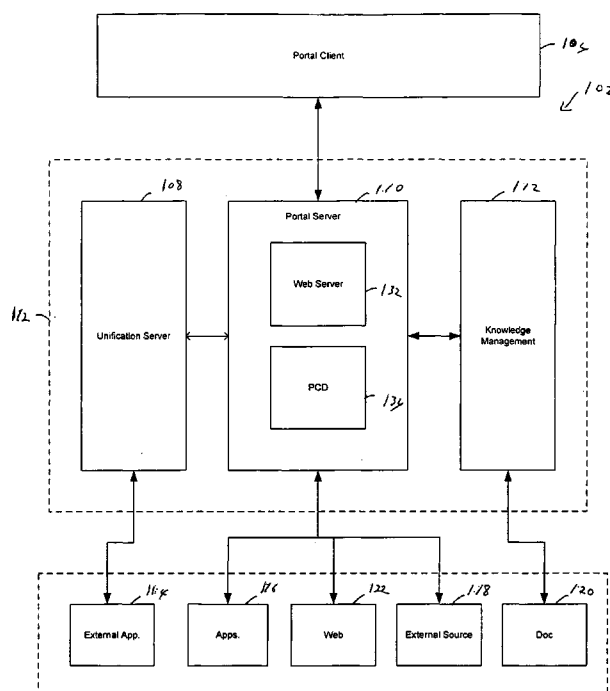 Portal Client
104
102
108
110
112
Portal Server
Web Server
132
112
Unification Server
Knowledge
Management
PCD
134
114
116
122
118
120
External App.
Apps.
Web
External Source
Doc